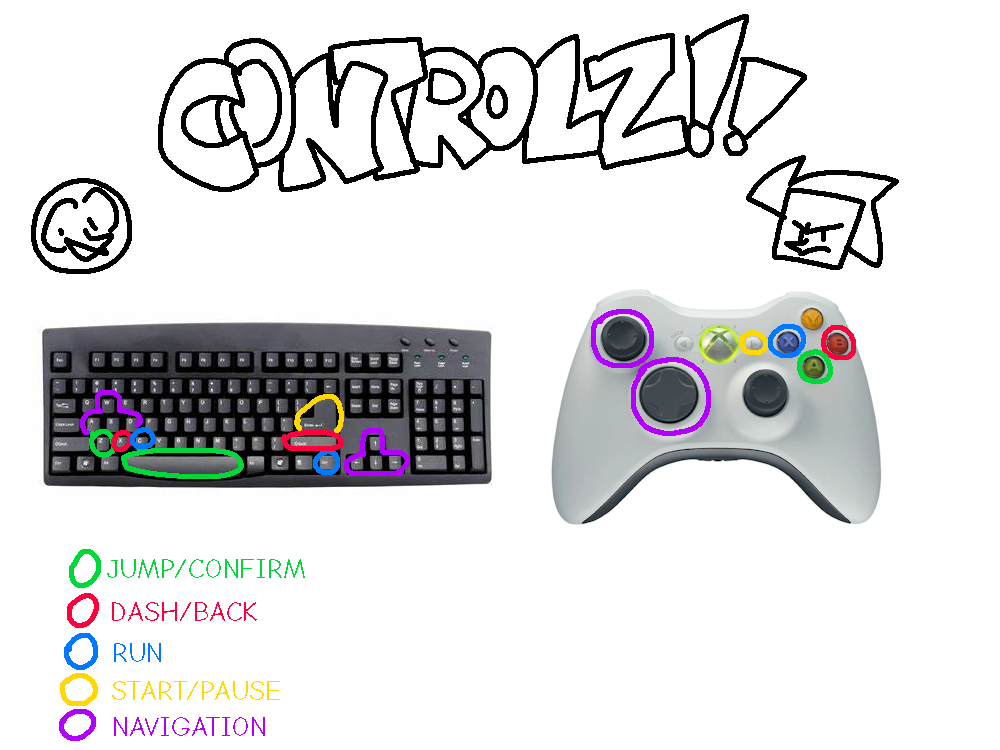 CONTROLZ!!
Y
X
B
A
Q W
A D
Z X C V B N M
JUMP/CONFIRM
DASH/BACK
RUN
START/PAUSE
NAVIGATION